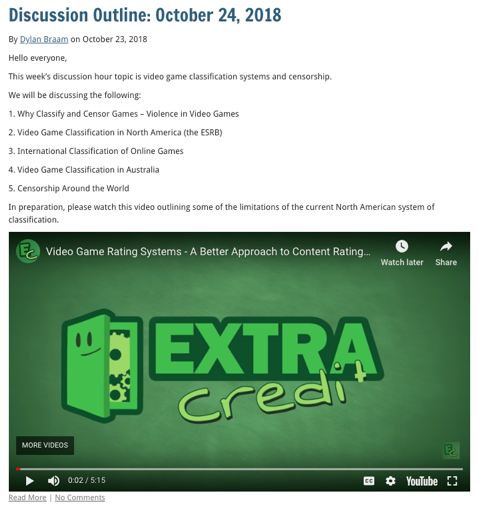 Discussion Outline: October 24, 2018
By Dylan Braam on October 23, 2018
Hello everyone,
This week's discussion hour topic is video game classification systems and censorship.
We will be discussing the following:
1. Why Classify and Censor Games – Violence in Video Games
2. Video Game Classification in North America (the ESRB)
3. International Classification of Online Games
4. Video Game Classification in Australia
5. Censorship Around the World
In preparation, please watch this video outlining some of the limitations of the current North American system of
classification.
Video Game Rating Systems - A Better Approach to Content Rating...
Watch later
Share
EXTRA
credit
MORE VIDEOS
0:02 / 5:15
CC
YouTube
Read More | No Comments